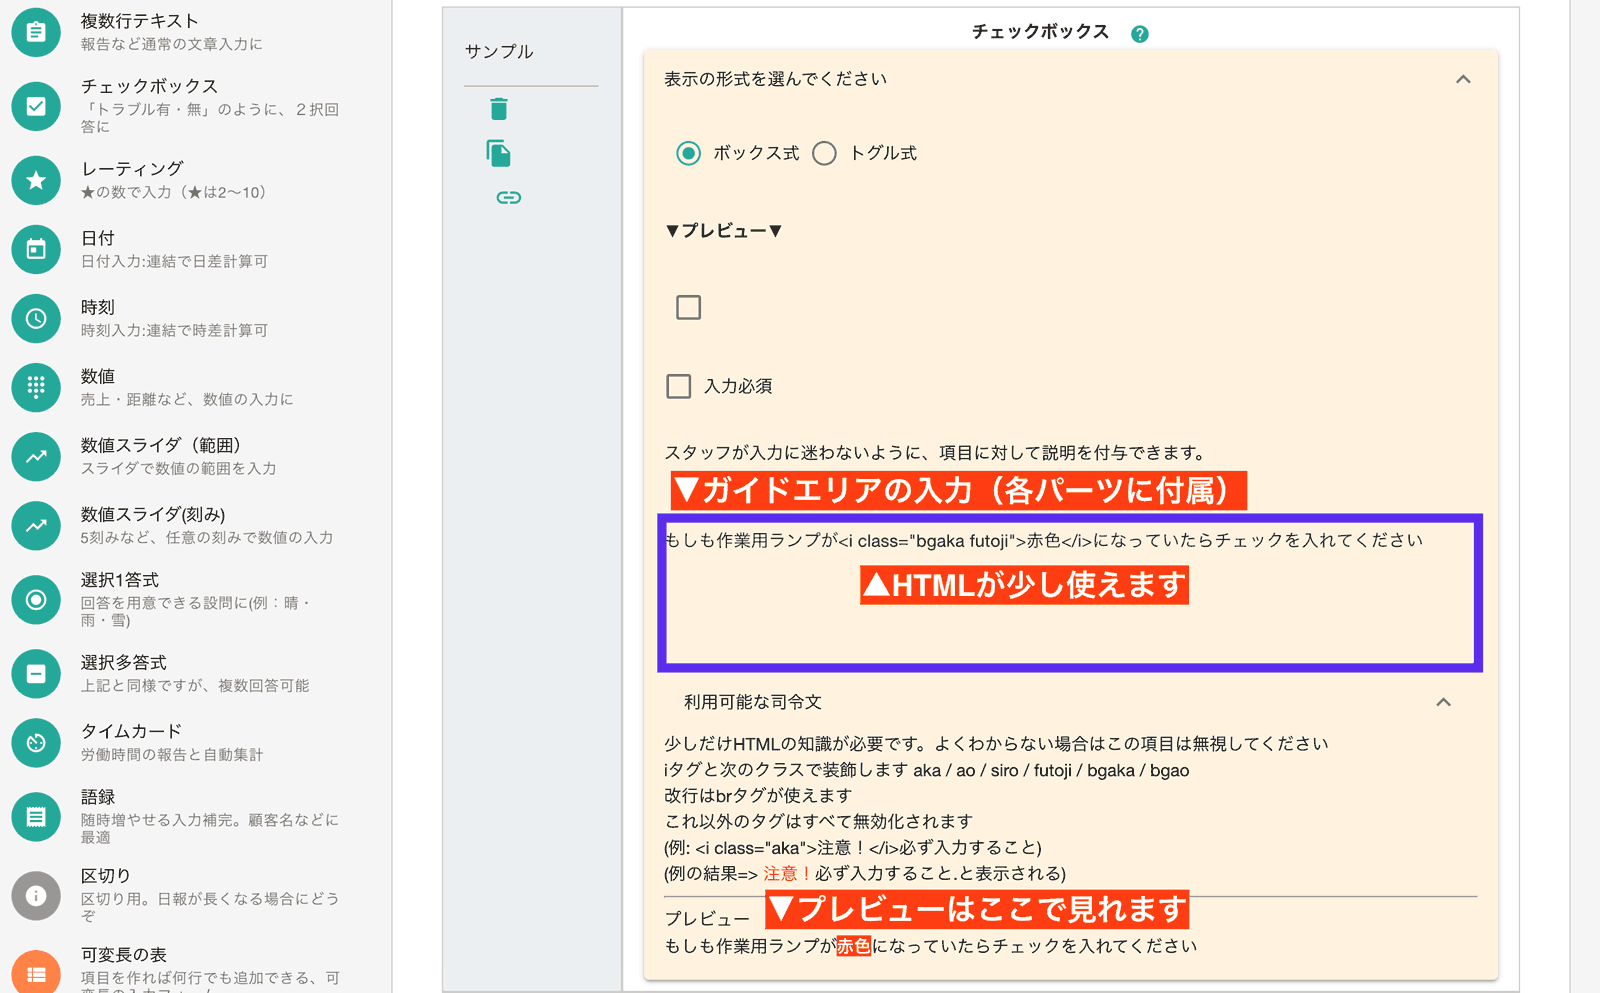 複数行テキスト
報告など通常の文章入力に
チェックボックス
「トラブル有・無」のように、２択回
答に
レーティング
★の数で入力（★は2〜10）
日付
日付入力:連結で日差計算可
時刻
時刻入力:連結で時差計算可
数値
売上・距離など、数値の入力に
数値スライダ（範囲）
スライダで数値の範囲を入力
数値スライダ(刻み)
5刻みなど、任意の刻みで数値の入力
選択1答式
回答を用意できる設問に(例：晴・
雨・雪)
選択多答式
上記と同様ですが、複数回答可能
タイムカード
労働時間の報告と自動集計
語録
随時増やせる入力補完。顧客名などに
最適
区切り
区切り用。日報が長くなる場合にどう
ぞ
可変長の表
項目を作れば何行でも追加できる、可
変長の入力フォーム
サンプル
チェックボックス ?
表示の形式を選んでください
ボックス式 トグル式
▼プレビュー▼
入力必須
スタッフが入力に迷わないように、項目に対して説明を付与できます。
▼ガイドエリアの入力（各パーツに付属）
もしも作業用ランプが<i class="bgaka futoji">赤色</i>になっていたらチェックを入れてください
▲HTMLが少し使えます
利用可能な司令文
少しだけHTMLの知識が必要です。よくわからない場合はこの項目は無視してください
iタグと次のクラスで装飾します aka / ao / siro / futoji / bgaka / bgao
改行はbrタグが使えます
これ以外のタグはすべて無効化されます
(例: <i class="aka">注意！</i>必ず入力すること)
(例の結果=> 注意！必ず入力すること.と表示される)
▼プレビューはここで見れます
プレビュー
もしも作業用ランプが赤色になっていたらチェックを入れてください